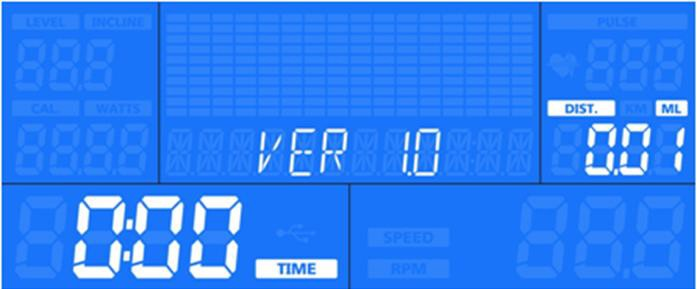 LEVEL INCLINE
PULSE
CAL. WATTS
DIST. KM ML
VER 1.0
0.01
0:00
TIME
SPEED
RPM